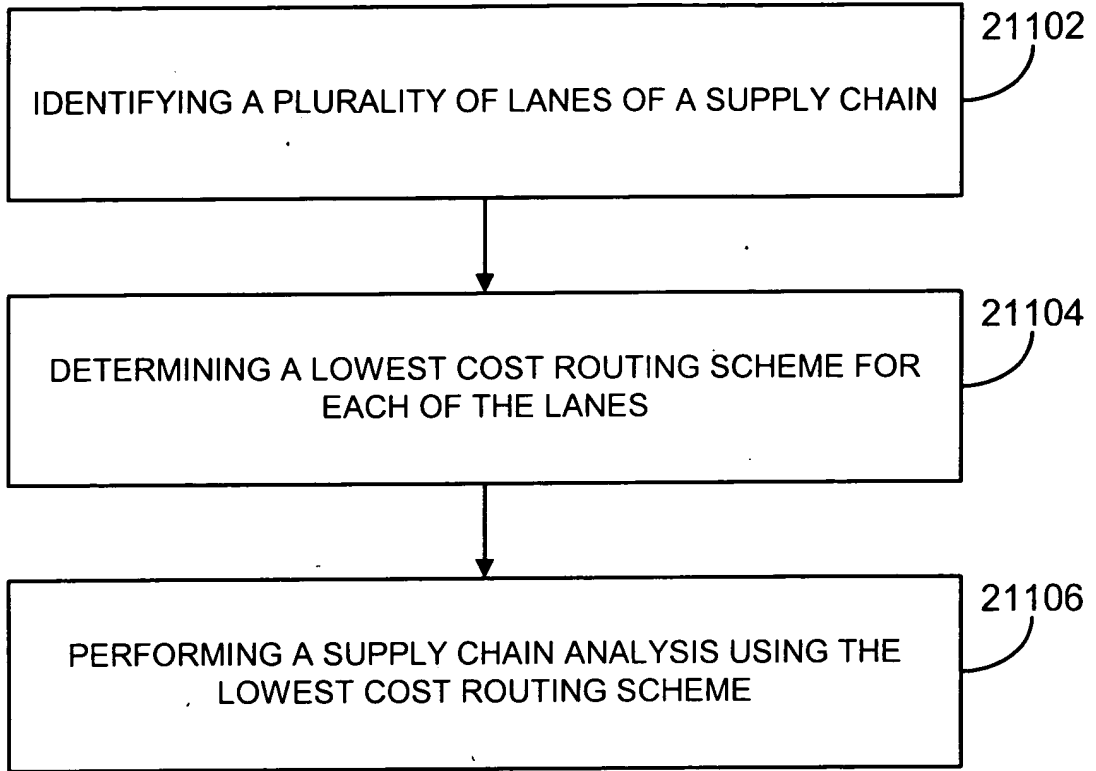 21102
IDENTIFYING A PLURALITY OF LANES OF A SUPPLY CHAIN
21104
DETERMINING A LOWEST COST ROUTING SCHEME FOR
EACH OF THE LANES
21106
PERFORMING A SUPPLY CHAIN ANALYSIS USING THE
LOWEST COST ROUTING SCHEME